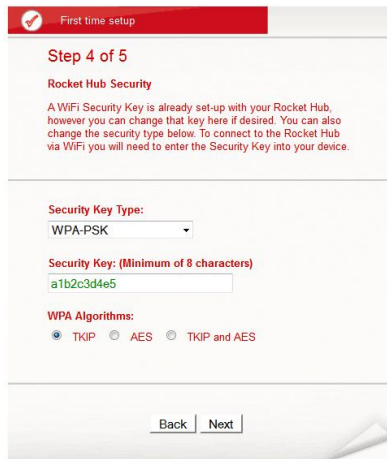 First time setup
Step 4 of 5
Rocket Hub Security
A WiFi Security Key is already set-up with your Rocket Hub,
however you can change that key here if desired. You can also
change the security type below. To connect to the Rocket Hub
via WiFi you will need to enter the Security Key into your device.
Security Key Type:
WPA-PSK
Security Key: (Minimum of 8 characters)
a1b2c3d4e5
WPA Algorithms:
TKIP AES TKIP and AES
Back Next